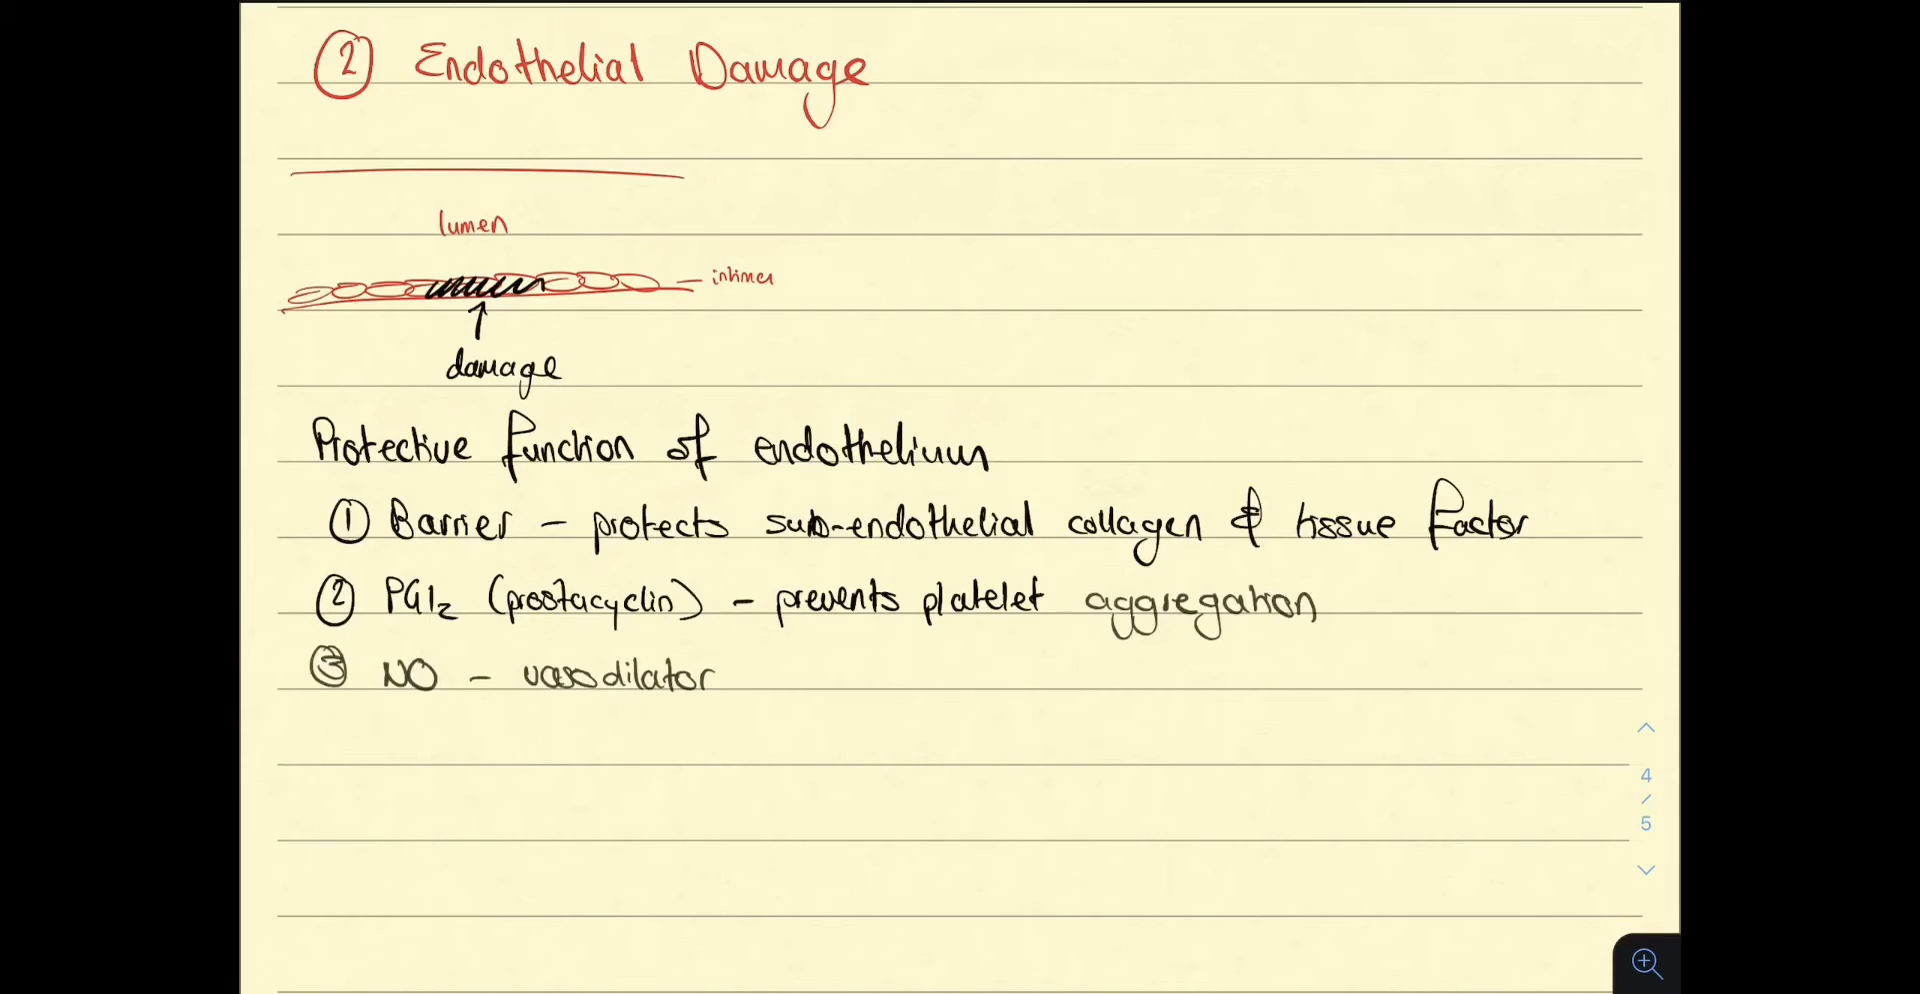 ② Endothelial Damage
lumen
intima
damage
Protective function of endothelium
① Barrier - protects sub-endothelial collagen & tissue factor
② PGI₂ (prostacyclin) - prevents platelet aggregation
③ NO - vasodilator
4
/
5